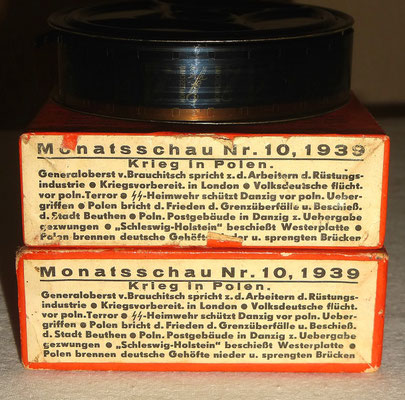 Monatsschau Nr. 10, 1939
Krieg in Polen.
Generaloberst v. Brauchitsch spricht z. d. Arbeitern d. Rüstungs-
industrie ● Kriegsvorbereit. in London ● Volksdeutsche flücht.
vor poln. Terror ● SS-Heimwehr schützt Danzig vor poln. Ueber-
griffen ● Polen bricht d. Frieden d. Grenzüberfälle u. Beschieß.
d. Stadt Beuthen ● Poln. Postgebäude in Danzig z. Uebergabe
gezwungen ● „Schleswig-Holstein" beschießt Westerplatte ●
Polen brennen deutsche Gehöfte nieder u. sprengten Brücken
Monatsschau Nr. 10, 1939
Krieg in Polen.
Generaloberst v. Brauchitsch spricht z. d. Arbeitern d. Rüstungs-
industrie ● Kriegsvorbereit. in London ● Volksdeutsche flücht.
vor poln. Terror ● SS-Heimwehr schützt Danzig vor poln. Ueber-
griffen ● Polen bricht d. Frieden d. Grenzüberfälle u. Beschieß.
d. Stadt Beuthen ● Poln. Postgebäude in Danzig z. Uebergabe
gezwungen ● „Schleswig-Holstein" beschießt Westerplatte ●
Polen brennen deutsche Gehöfte nieder u. sprengten Brücken